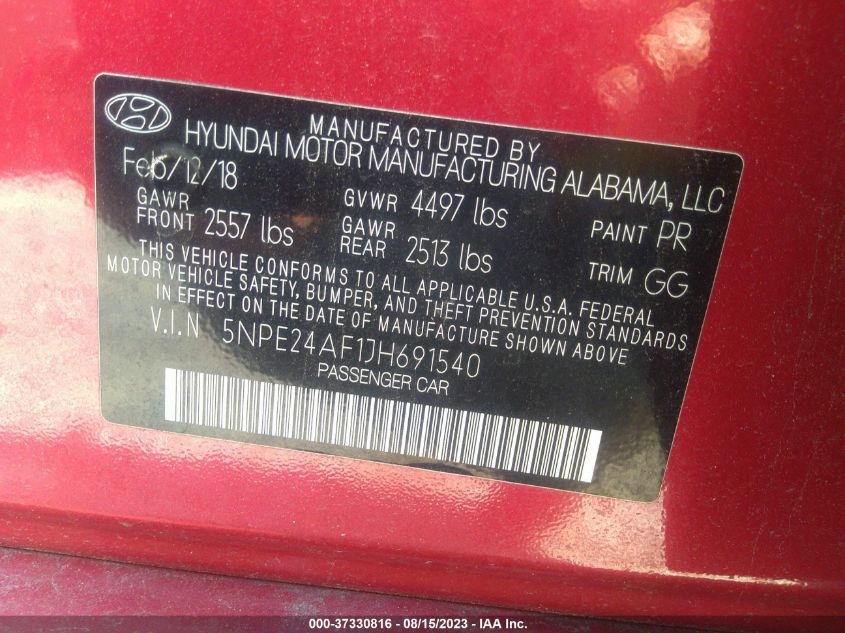 MANUFACTURED BY
HYUNDAI MOTOR MANUFACTURING ALABAMA, LLC
Feb/12/18
GAWR FRONT 2557 lbs
GVWR 4497 lbs
GAWR REAR 2513 lbs
PAINT PR
TRIM GG
THIS VEHICLE CONFORMS TO ALL APPLICABLE U.S.A. FEDERAL
MOTOR VEHICLE SAFETY, BUMPER, AND THEFT PREVENTION STANDARDS
IN EFFECT ON THE DATE OF MANUFACTURE SHOWN ABOVE
V.I.N 5NPE24AF1JH691540
PASSENGER CAR
000-37330816 - 08/15/2023 - IAA Inc.